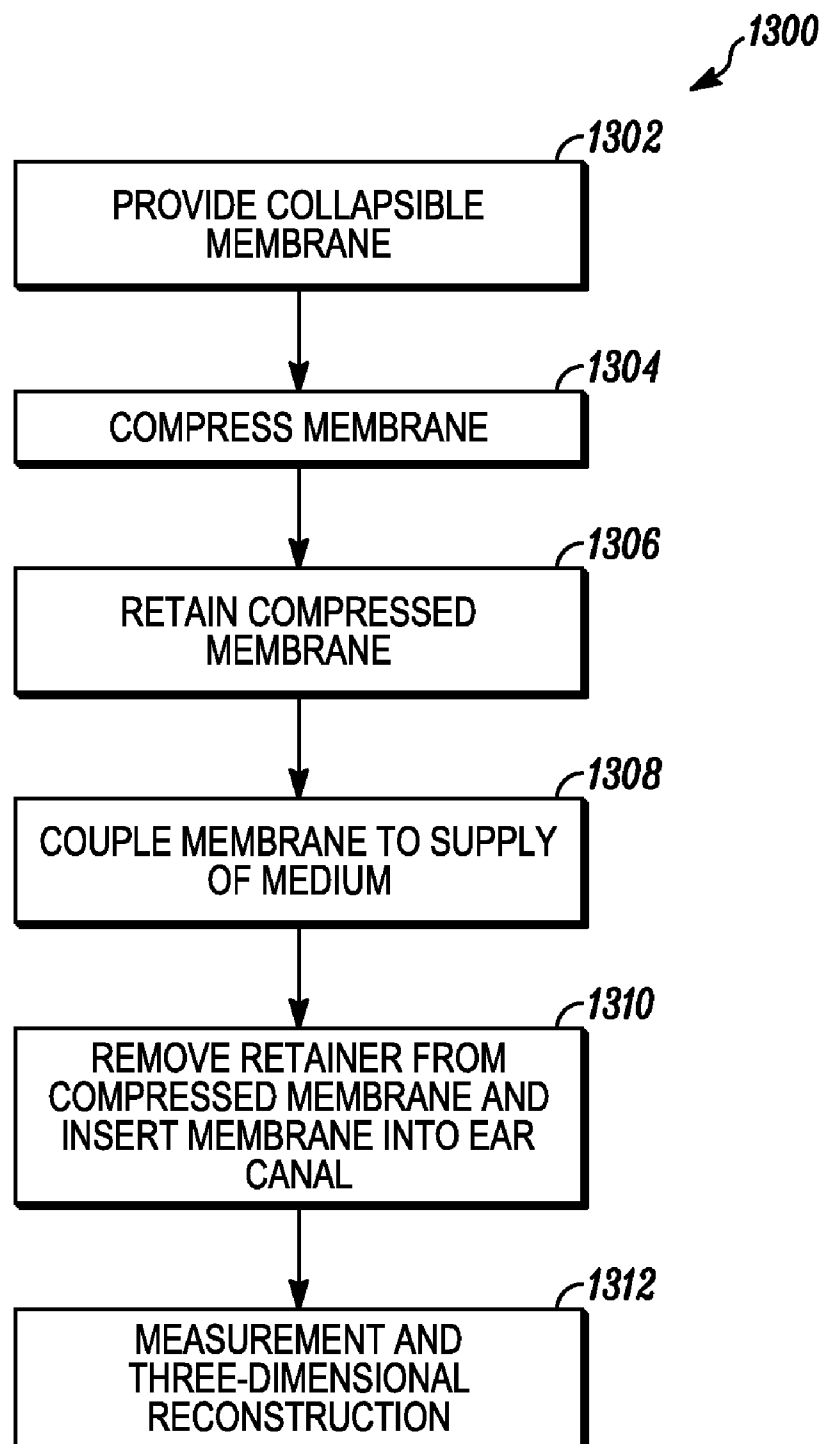 1300
1302
PROVIDE COLLAPSIBLE
MEMBRANE
1304
COMPRESS MEMBRANE
1306
RETAIN COMPRESSED
MEMBRANE
1308
COUPLE MEMBRANE TO SUPPLY
OF MEDIUM
1310
REMOVE RETAINER FROM
COMPRESSED MEMBRANE AND
INSERT MEMBRANE INTO EAR
CANAL
1312
MEASUREMENT AND
THREE-DIMENSIONAL
RECONSTRUCTION